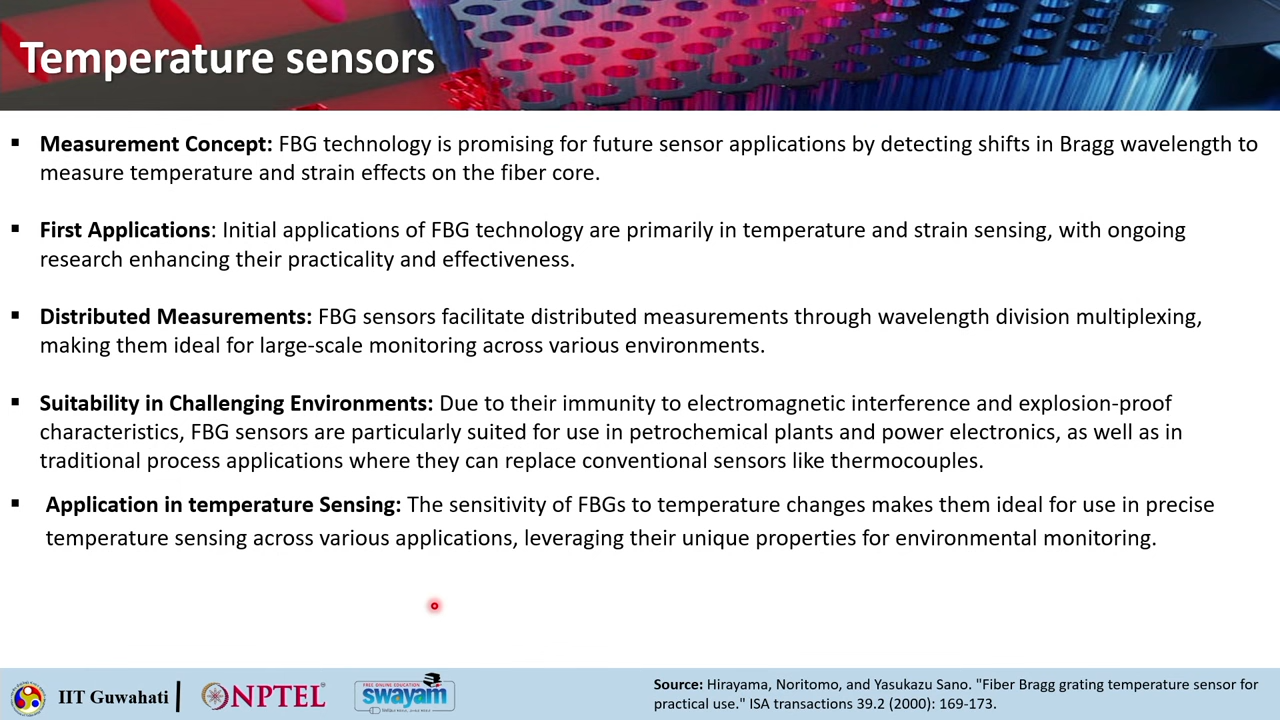 Temperature sensors
▪ Measurement Concept: FBG technology is promising for future sensor applications by detecting shifts in Bragg wavelength to
measure temperature and strain effects on the fiber core.
▪ First Applications: Initial applications of FBG technology are primarily in temperature and strain sensing, with ongoing
research enhancing their practicality and effectiveness.
▪ Distributed Measurements: FBG sensors facilitate distributed measurements through wavelength division multiplexing,
making them ideal for large-scale monitoring across various environments.
▪ Suitability in Challenging Environments: Due to their immunity to electromagnetic interference and explosion-proof
characteristics, FBG sensors are particularly suited for use in petrochemical plants and power electronics, as well as in
traditional process applications where they can replace conventional sensors like thermocouples.
▪ Application in temperature Sensing: The sensitivity of FBGs to temperature changes makes them ideal for use in precise
temperature sensing across various applications, leveraging their unique properties for environmental monitoring.
IIT Guwahati
NPTEL
FREE ONLINE EDUCATION
swayam
Source: Hirayama, Noritomo, and Yasukazu Sano. "Fiber Bragg grating temperature sensor for
practical use." ISA transactions 39.2 (2000): 169-173.